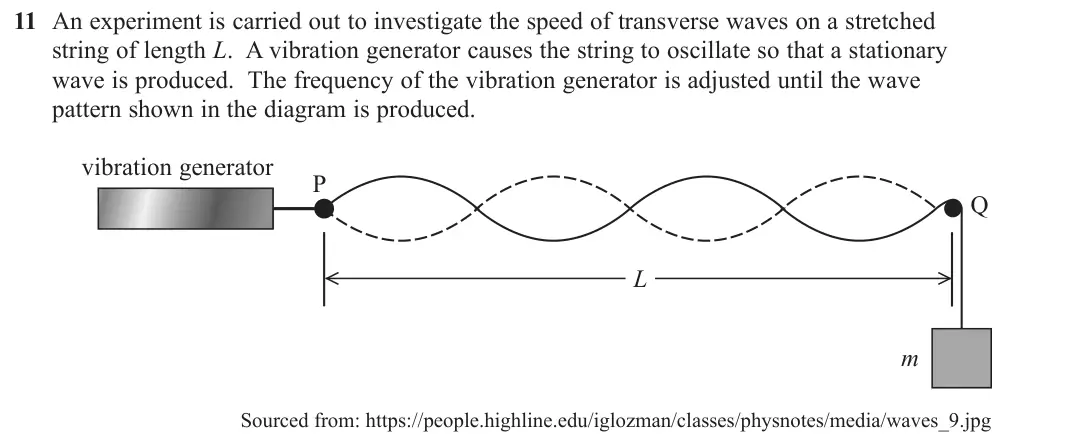 11 An experiment is carried out to investigate the speed of transverse waves on a stretched
string of length L. A vibration generator causes the string to oscillate so that a stationary
wave is produced. The frequency of the vibration generator is adjusted until the wave
pattern shown in the diagram is produced.
vibration generator
P
Q
L
m
Sourced from: https://people.highline.edu/iglozman/classes/physnotes/media/waves_9.jpg